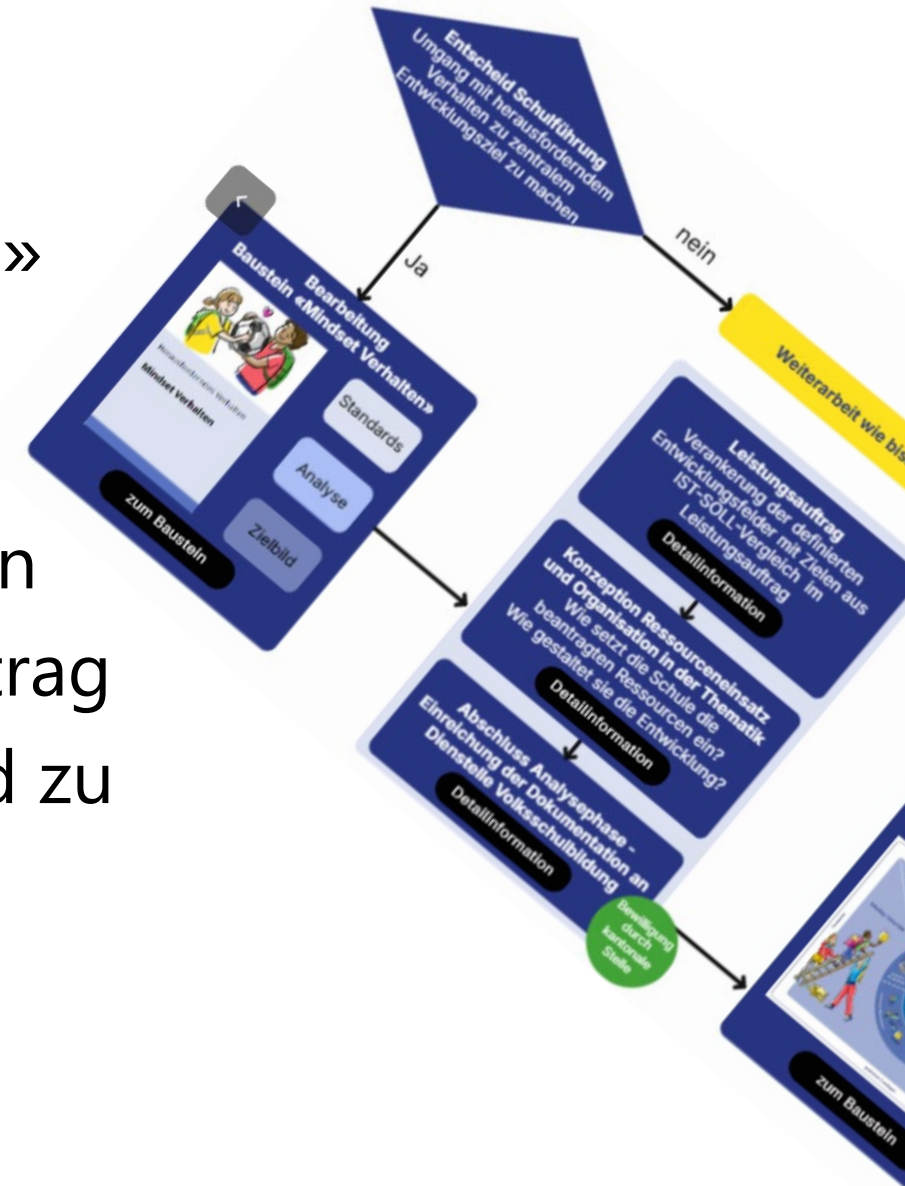 »
n
trag
d zu
Entscheid Schulführung
Umgang mit herausforderndem
Verhalten zu zentralem
Entwicklungsziel zu machen
Ja
nein
Bearbeitung
Baustein «Mindset Verhalten»
Herausforderndes Verhalten
Mindset Verhalten
Standards
Analyse
Zielbild
zum Baustein
Weiterarbeit wie bis
Leistungsauftrag
Verankerung der definierten
Entwicklungsfelder mit Zielen aus
IST-SOLL-Vergleich im
Leistungsauftrag
Detailinformation
Konzeption Ressourceneinsatz
und Organisation in der Thematik
Wie setzt die Schule die
beantragten Ressourcen ein?
Wie gestaltet sie die Entwicklung?
Detailinformation
Abschluss Analysephase –
Einreichung der Dokumentation an
Dienstelle Volksschulbildung
Detailinformation
Bewilligung
durch
kantonale
Stelle
zum Baustein